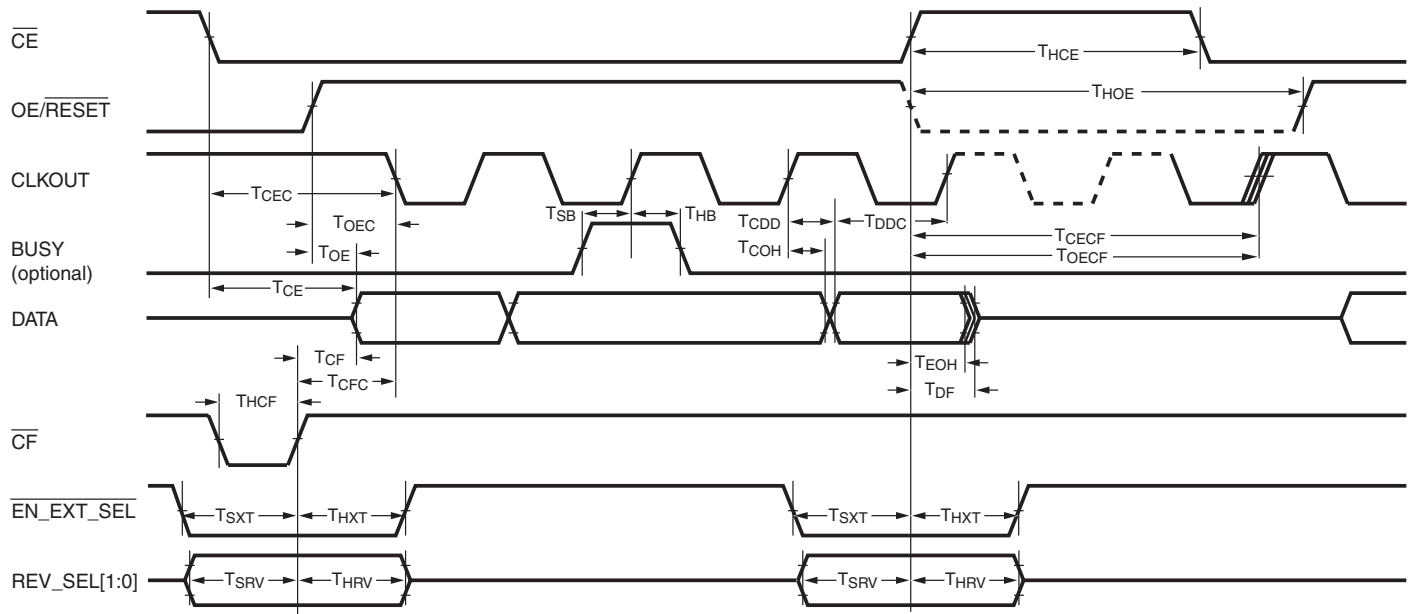 CE
THCE
OE/RESET
THOE
CLKOUT
TCEC
TSB
THB
TCDD
TDDC
TOEC
TCECF
BUSY
(optional)
TOE
TCOH
TOECF
TCE
DATA
TCF
TEOH
TCFC
TDF
THCF
CF
EN_EXT_SEL
TSXT
THXT
TSXT
THXT
REV_SEL[1:0]
TSRV
THRV
TSRV
THRV